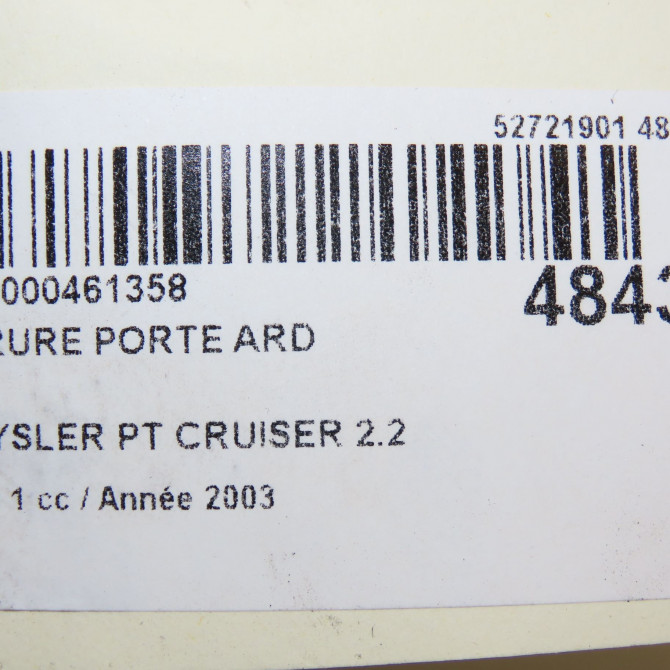 52721901 48
000461358
4843
RURE PORTE ARD
YSLER PT CRUISER 2.2
1 cc / Année 2003